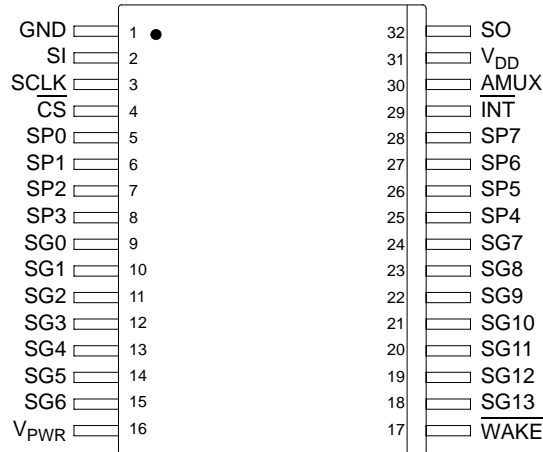 GND 1 32 SO
SI 2 31 VDD
SCLK 3 30 AMUX
CS 4 29 INT
SP0 5 28 SP7
SP1 6 27 SP6
SP2 7 26 SP5
SP3 8 25 SP4
SG0 9 24 SG7
SG1 10 23 SG8
SG2 11 22 SG9
SG3 12 21 SG10
SG4 13 20 SG11
SG5 14 19 SG12
SG6 15 18 SG13
VPWR 16 17 WAKE